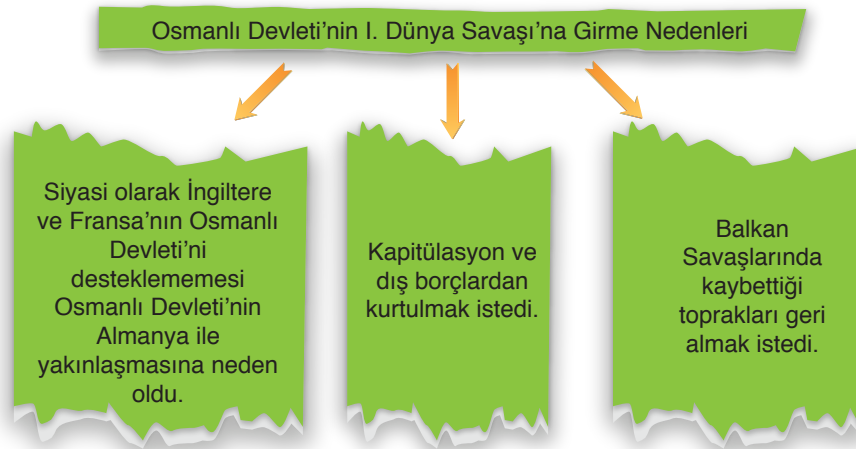 Osmanlı Devleti’nin I. Dünya Savaşı’na Girme Nedenleri
Siyasi olarak İngiltere
ve Fransa’nın Osmanlı
Devleti’ni
desteklememesi
Osmanlı Devleti’nin
Almanya ile
yakınlaşmasına neden
oldu.
Kapitülasyon ve
dış borçlardan
kurtulmak istedi.
Balkan
Savaşlarında
kaybettiği
toprakları geri
almak istedi.